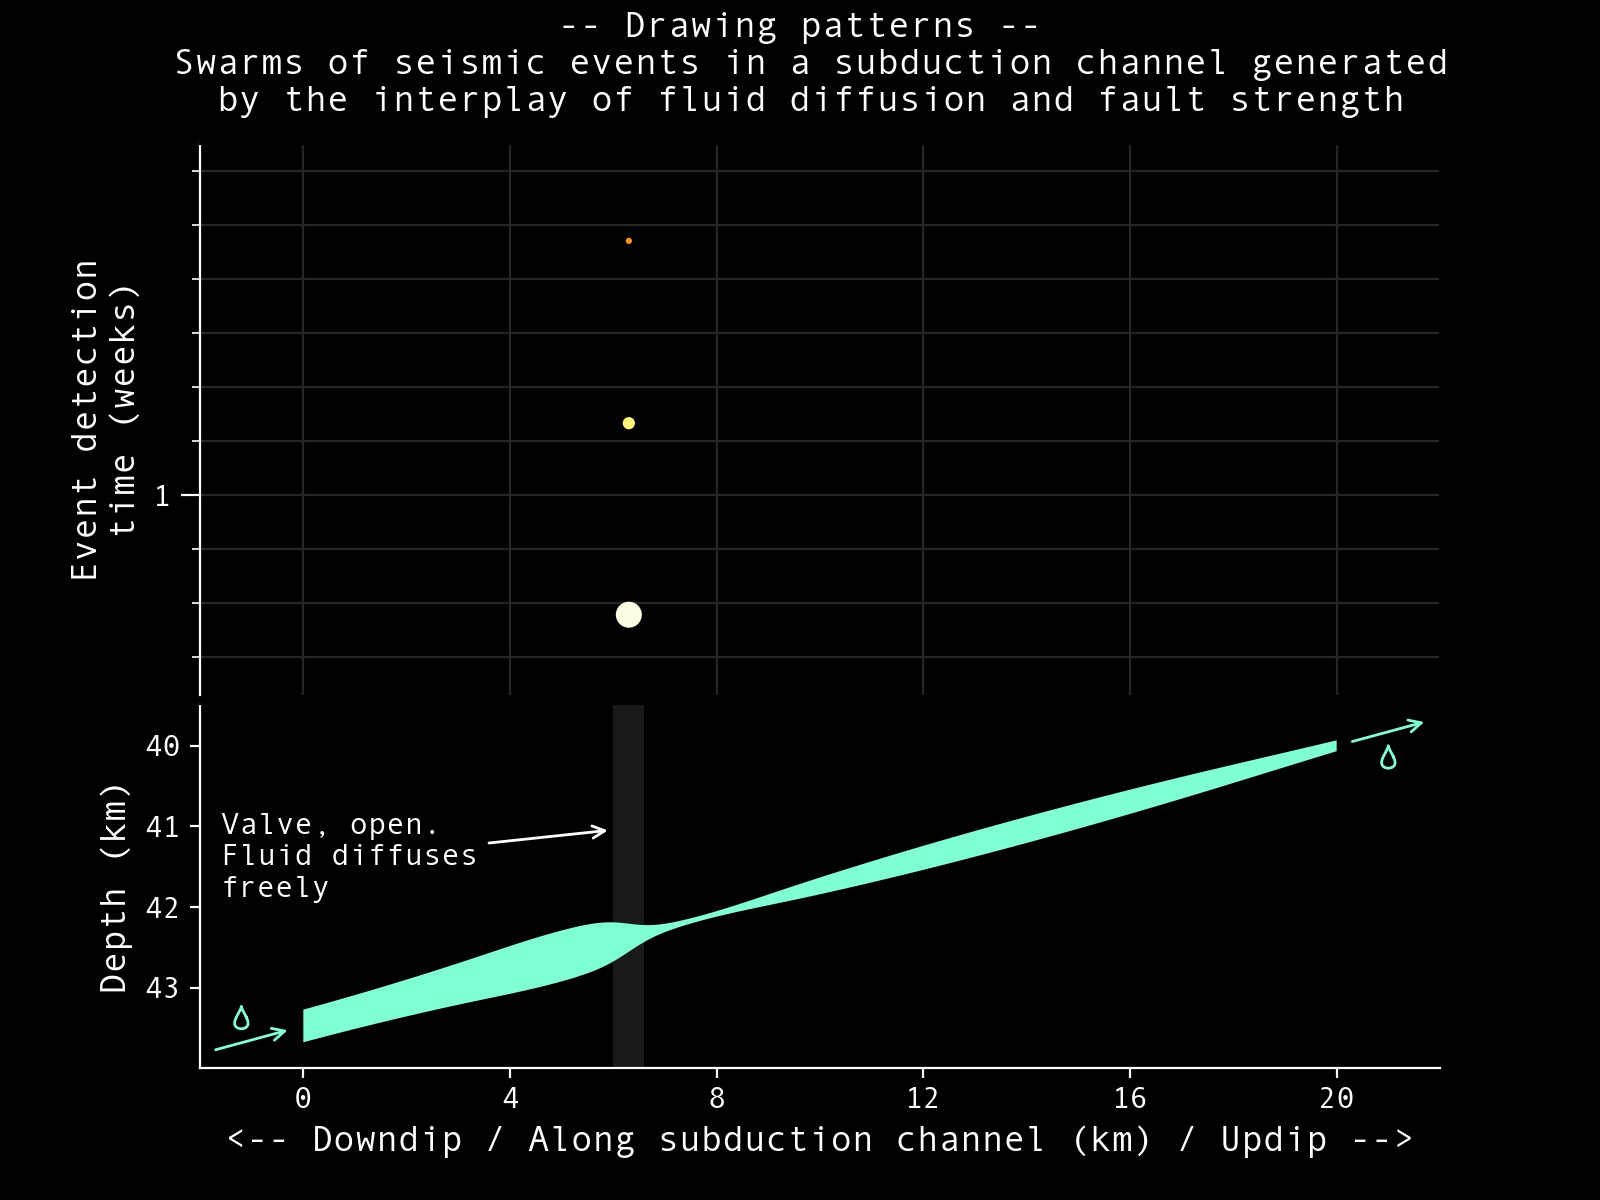 -- Drawing patterns --
Swarms of seismic events in a subduction channel generated
by the interplay of fluid diffusion and fault strength
Event detection
time (weeks)
1
Depth (km)
40
41
42
43
Valve, open.
Fluid diffuses
freely
0 4 8 12 16 20
<-- Downdip / Along subduction channel (km) / Updip -->